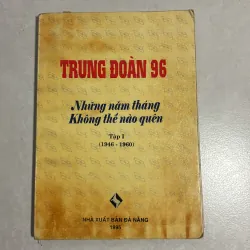 TRUNG ĐOÀN 96
Những năm tháng
Không thể nào quên
Tập I
(1946 - 1960)
NHÀ XUẤT BẢN ĐÀ NẴNG